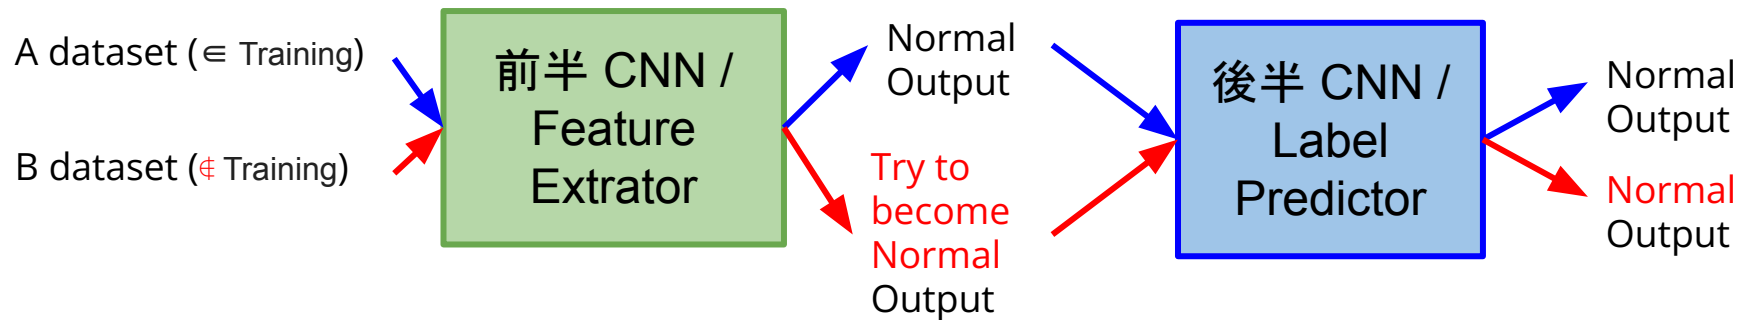 A dataset (∈ Training)
B dataset (∉ Training)
前半 CNN /
Feature
Extrator
Normal
Output
Try to
become
Normal
Output
後半 CNN /
Label
Predictor
Normal
Output
Normal
Output